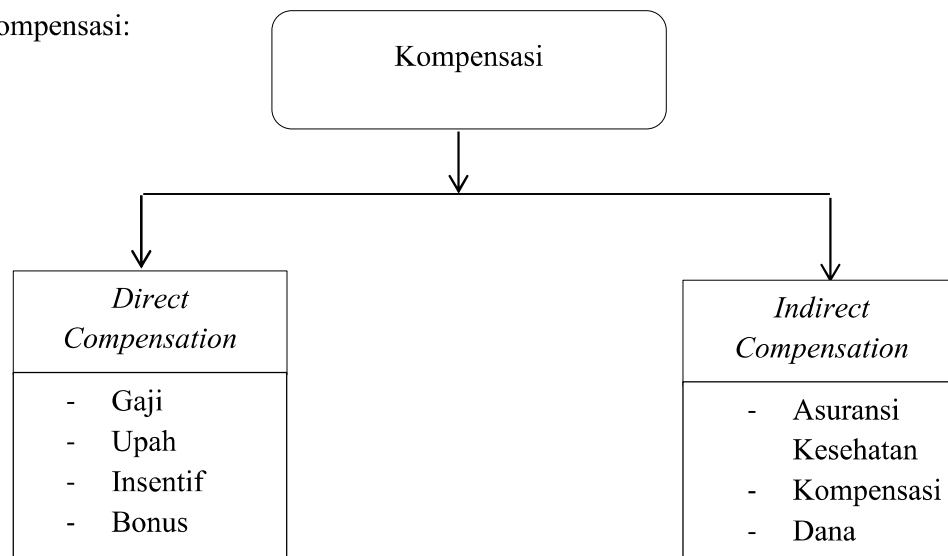 ompensasi:
Kompensasi
Direct
Compensation
- Gaji
- Upah
- Insentif
- Bonus
Indirect
Compensation
- Asuransi
Kesehatan
- Kompensasi
- Dana